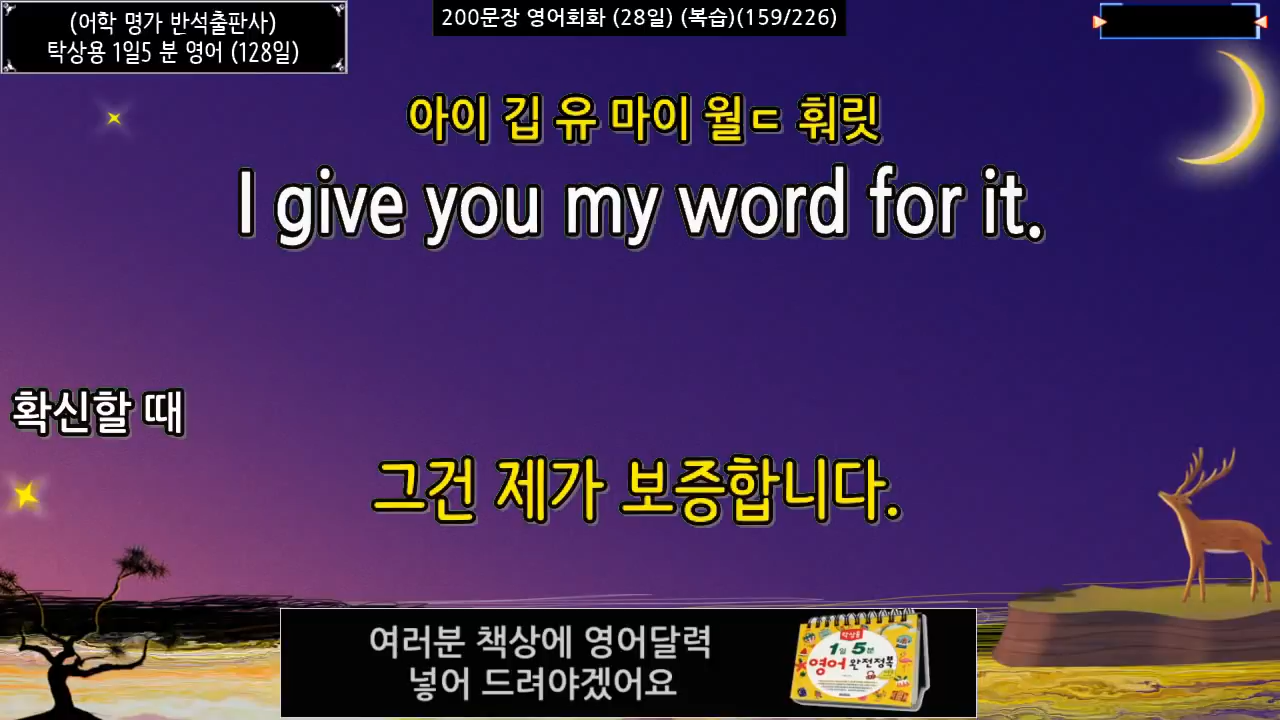 (어학 명가 반석출판사)
탁상용 1일5 분 영어 (128일)
200문장 영어회화 (28일) (복습)(159/226)
아이 깁 유 마이 월ㄷ 훠릿
I give you my word for it.
확신할 때
그건 제가 보증합니다.
여러분 책상에 영어달력
넣어 드려야겠어요
탁상용
1일 5분
영어 완전정복